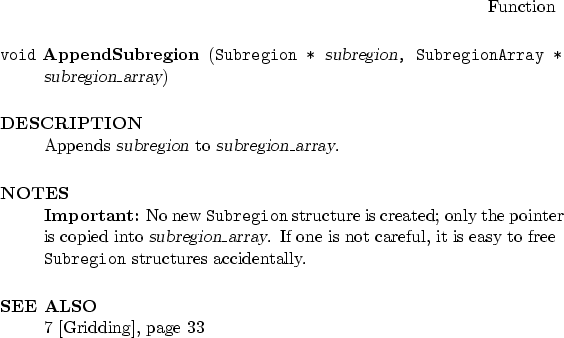 Function
void AppendSubregion (Subregion * subregion, SubregionArray *
subregion_array)
DESCRIPTION
Appends subregion to subregion_array.
NOTES
Important: No new Subregion structure is created; only the pointer
is copied into subregion_array. If one is not careful, it is easy to free
Subregion structures accidentally.
SEE ALSO
7 [Gridding], page 33